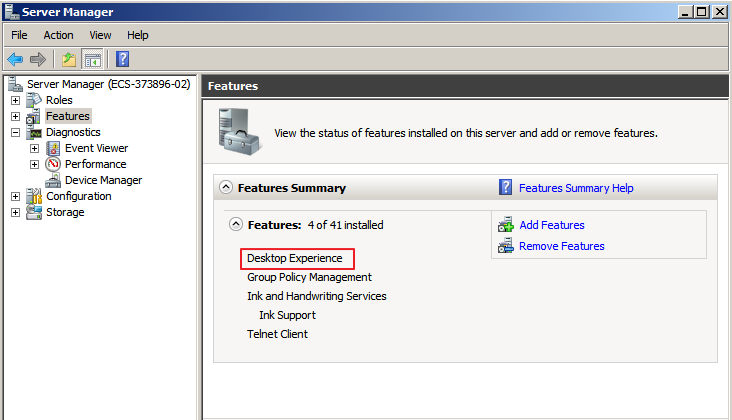 Server Manager
File Action View Help
Server Manager (ECS-373896-02)
Roles
Features
Diagnostics
Event Viewer
Performance
Device Manager
Configuration
Storage
Features
View the status of features installed on this server and add or remove features.
Features Summary
Features Summary Help
Features: 4 of 41 installed
Add Features
Remove Features
Desktop Experience
Group Policy Management
Ink and Handwriting Services
Ink Support
Telnet Client